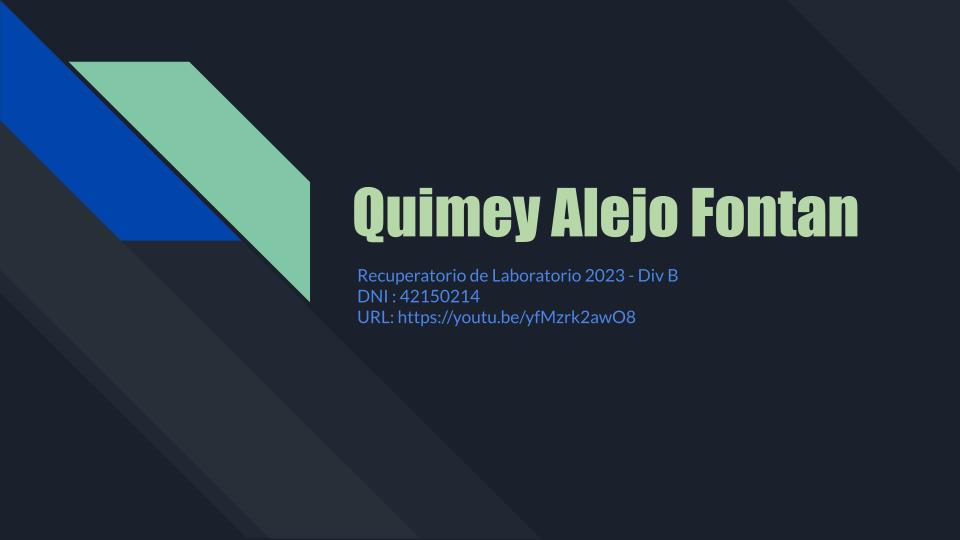 Quimey Alejo Fontan
Recuperatorio de Laboratorio 2023 - Div B
DNI : 42150214
URL: https://youtu.be/yfMzrk2awO8